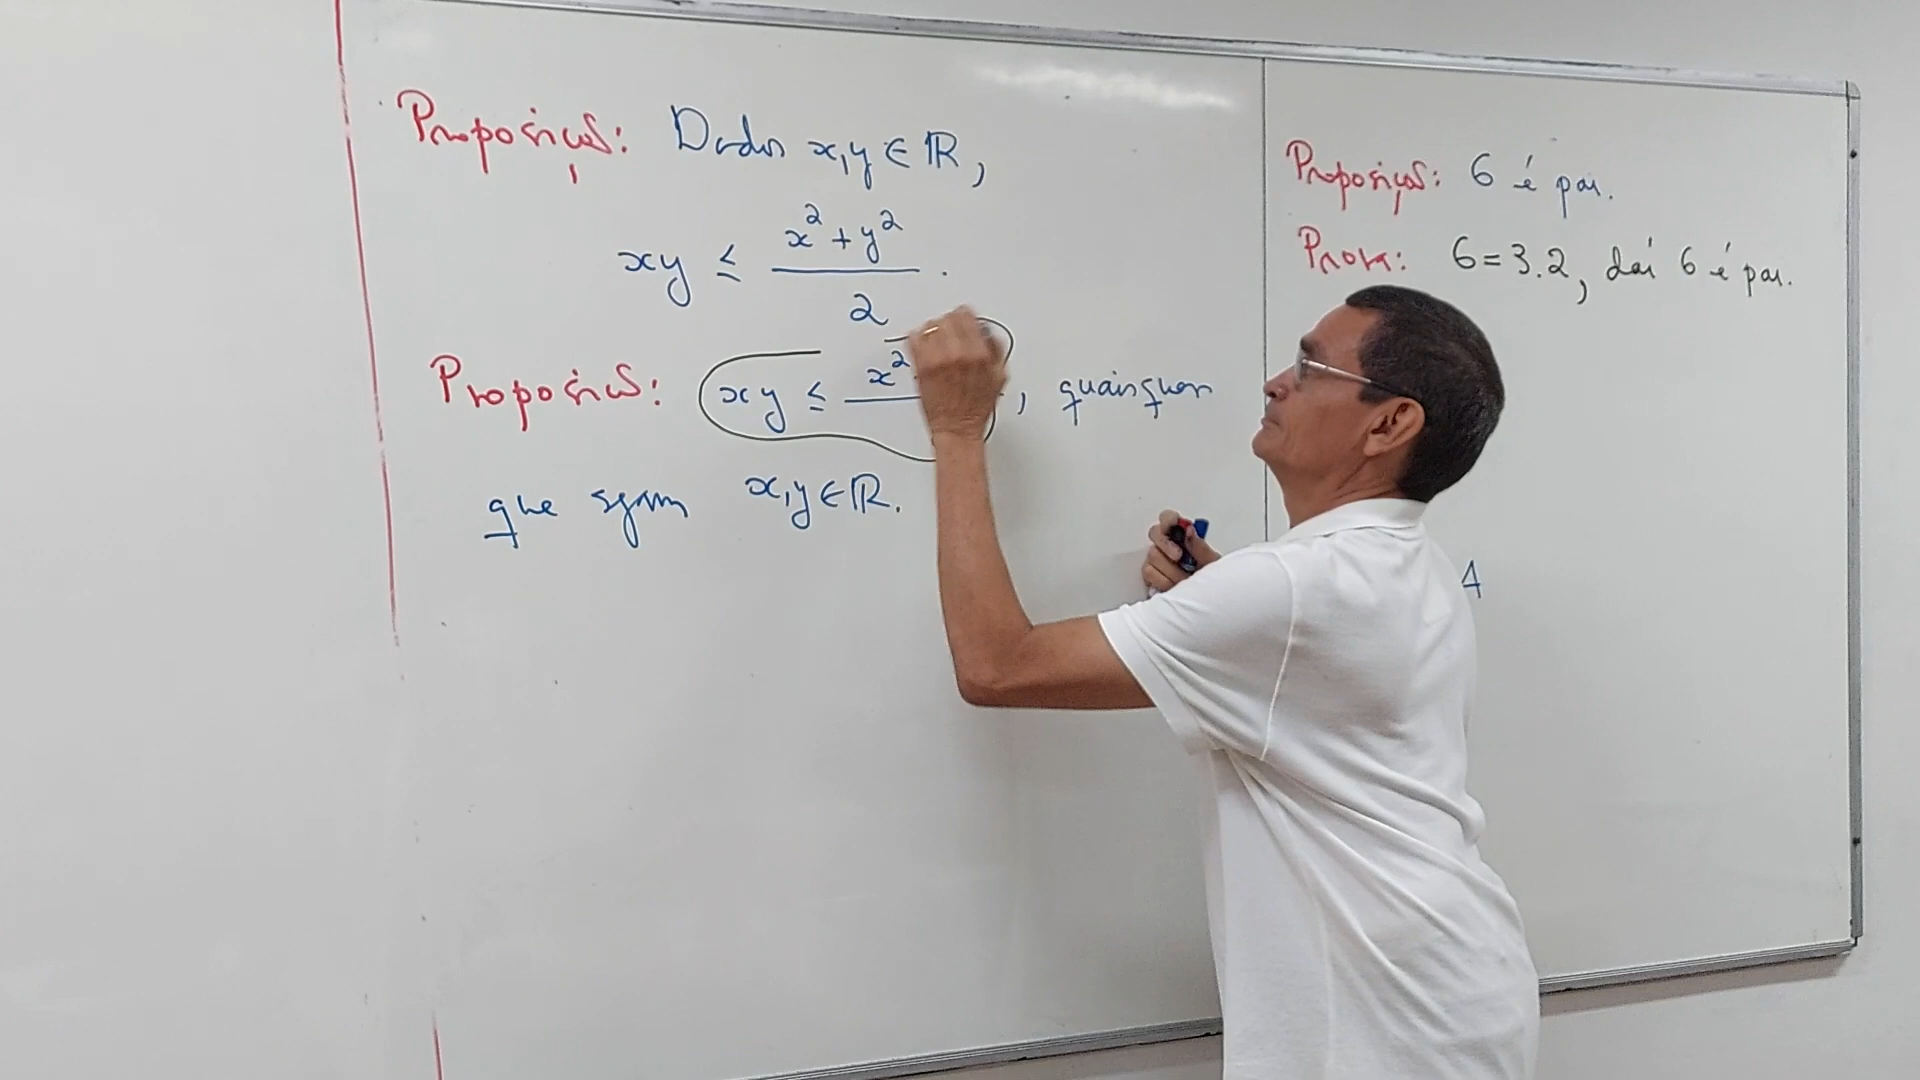 Proposição: Dados x,y ∈ ℝ,
xy ≤ (x² + y²)/2.
Proposição: xy ≤ x² , quaisquer
que sejam x,y ∈ ℝ.
Proposição: 6 é par.
Prova: 6 = 3.2, daí 6 é par.
4